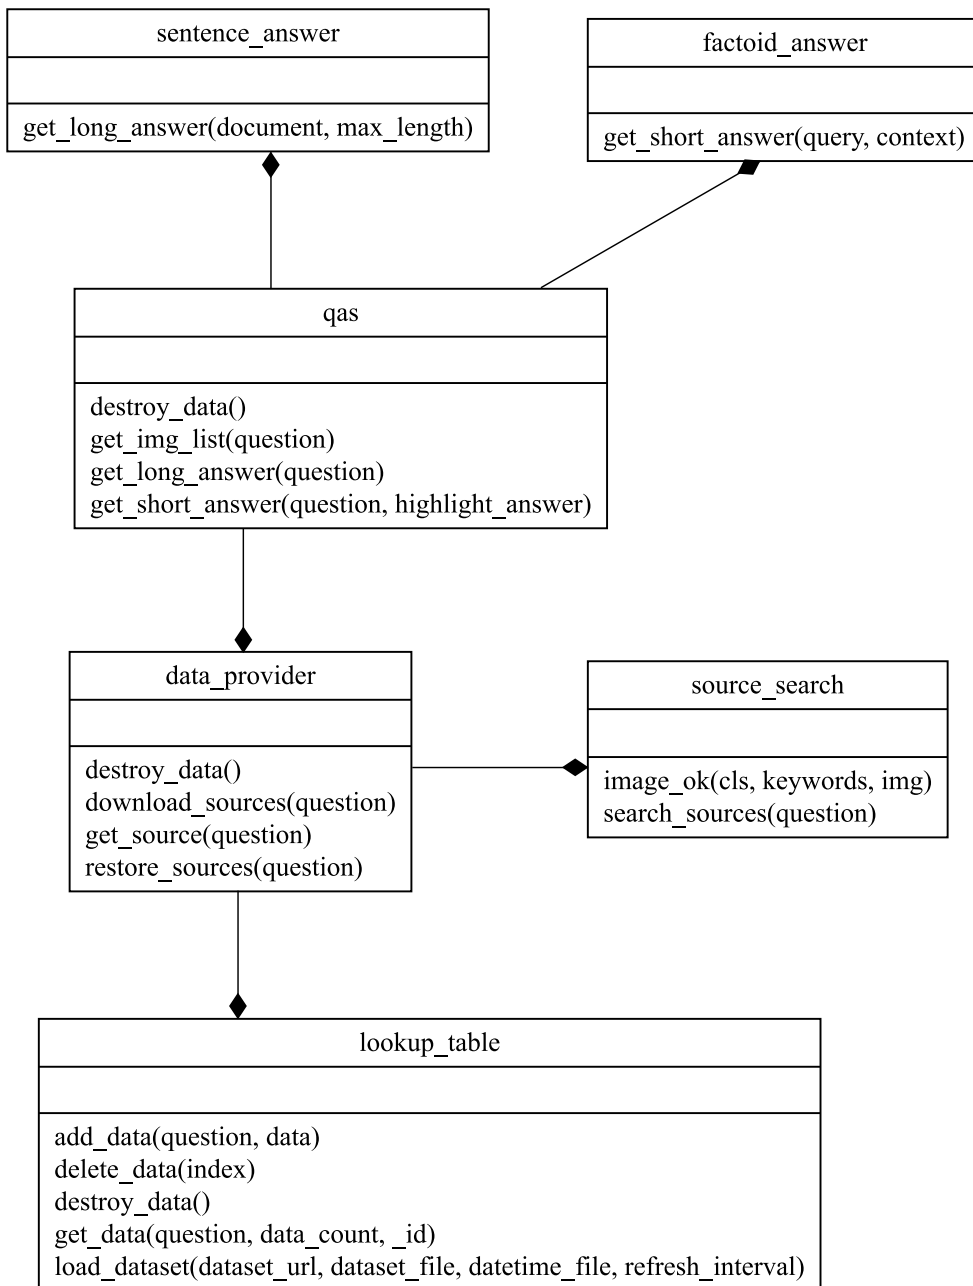 sentence_answer
get_long_answer(document, max_length)
factoid_answer
get_short_answer(query, context)
qas
destroy_data()
get_img_list(question)
get_long_answer(question)
get_short_answer(question, highlight_answer)
data_provider
destroy_data()
download_sources(question)
get_source(question)
restore_sources(question)
source_search
image_ok(cls, keywords, img)
search_sources(question)
lookup_table
add_data(question, data)
delete_data(index)
destroy_data()
get_data(question, data_count, _id)
load_dataset(dataset_url, dataset_file, datetime_file, refresh_interval)